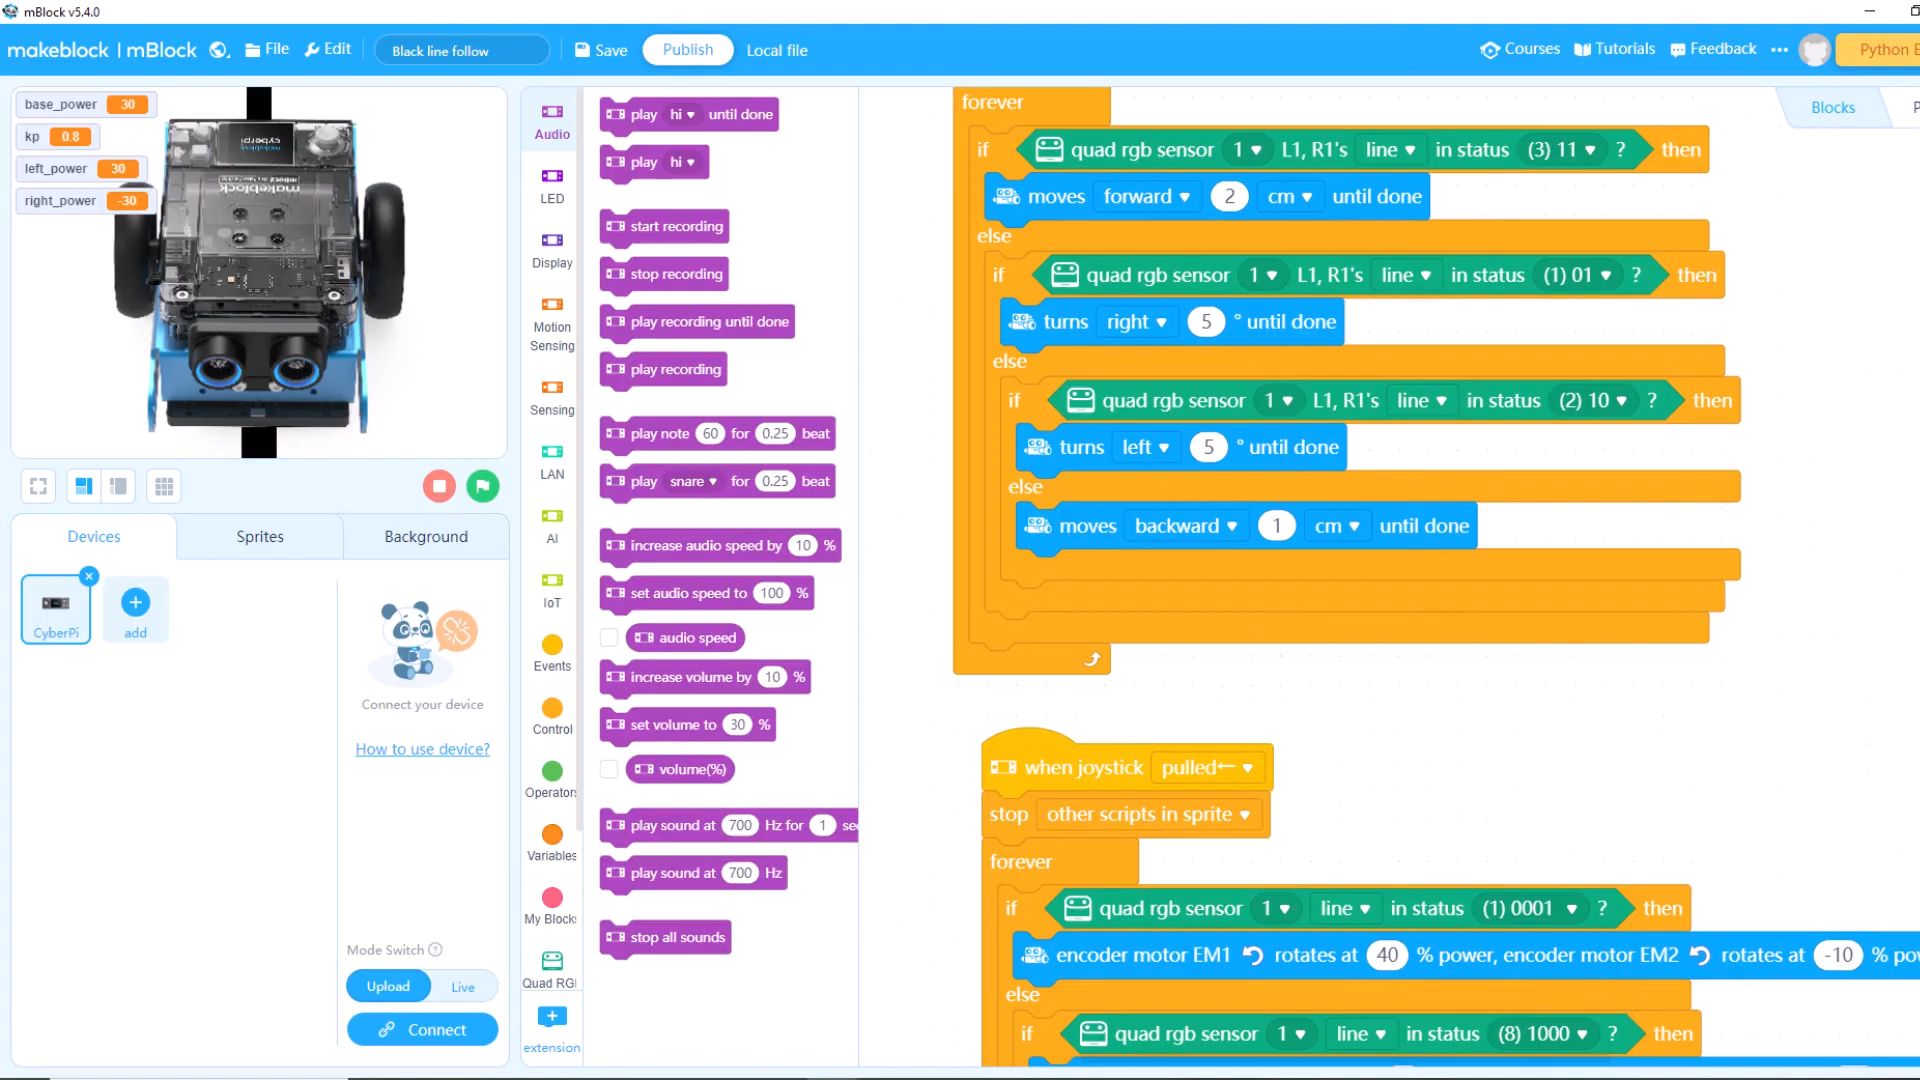 mBlock v5.4.0
makeblock | mBlock File Edit Black line follow Save Publish Local file Courses Tutorials Feedback ••• Python E
base_power 30
kp 0.8
left_power 30
right_power -30
cyberpi
makeblock
Devices Sprites Background
CyberPi
add
Connect your device
How to use device?
Mode Switch ?
Upload Live
Connect
Audio
LED
Display
Motion
Sensing
Sensing
LAN
AI
IoT
Events
Control
Operators
Variables
My Blocks
Quad RGI
extension
play hi until done
play hi
start recording
stop recording
play recording until done
play recording
play note 60 for 0.25 beat
play snare for 0.25 beat
increase audio speed by 10 %
set audio speed to 100 %
audio speed
increase volume by 10 %
set volume to 30 %
volume(%)
play sound at 700 Hz for 1 sec
play sound at 700 Hz
stop all sounds
Blocks P
forever
if quad rgb sensor 1 L1, R1's line in status (3) 11 ? then
moves forward 2 cm until done
else
if quad rgb sensor 1 L1, R1's line in status (1) 01 ? then
turns right 5 ° until done
else
if quad rgb sensor 1 L1, R1's line in status (2) 10 ? then
turns left 5 ° until done
else
moves backward 1 cm until done
when joystick pulled←
stop other scripts in sprite
forever
if quad rgb sensor 1 line in status (1) 0001 ? then
encoder motor EM1 rotates at 40 % power, encoder motor EM2 rotates at -10 % pov
else
if quad rgb sensor 1 line in status (8) 1000 ? then